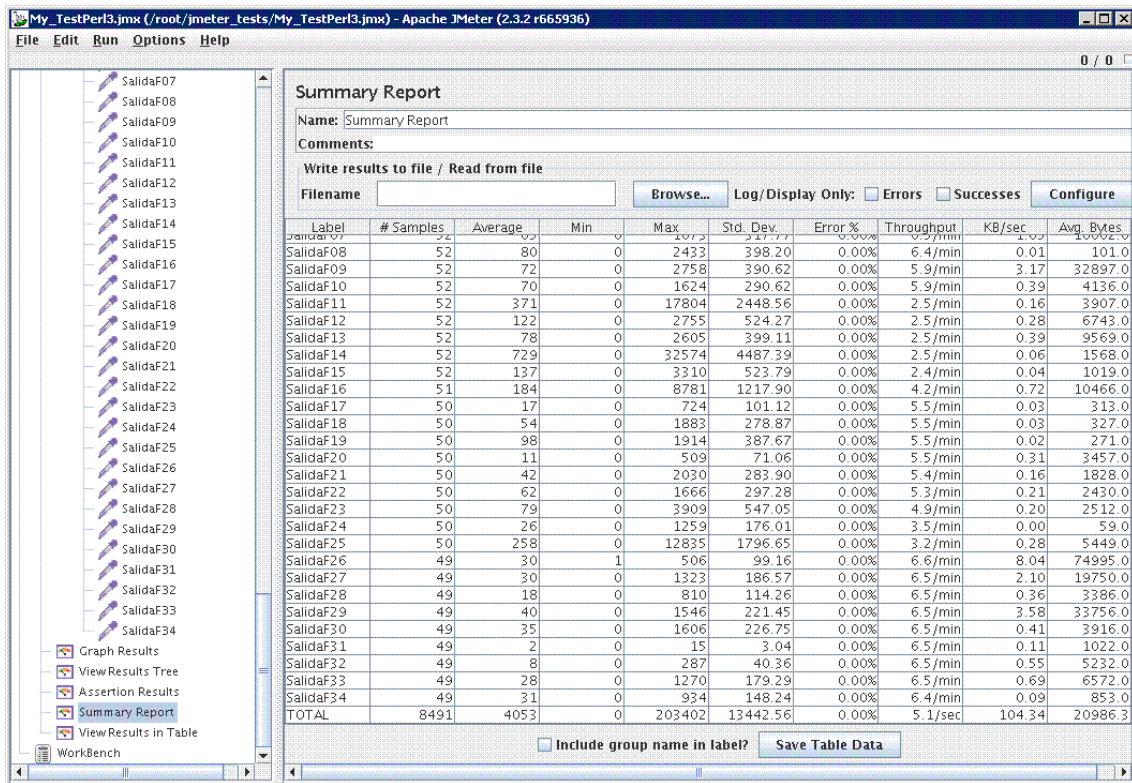 My_TestPerl3.jmx (/root/jmeter_tests/My_TestPerl3.jmx) - Apache JMeter (2.3.2 r665936)
File Edit Run Options Help
0 / 0
SalidaF07
SalidaF08
SalidaF09
SalidaF10
SalidaF11
SalidaF12
SalidaF13
SalidaF14
SalidaF15
SalidaF16
SalidaF17
SalidaF18
SalidaF19
SalidaF20
SalidaF21
SalidaF22
SalidaF23
SalidaF24
SalidaF25
SalidaF26
SalidaF27
SalidaF28
SalidaF29
SalidaF30
SalidaF31
SalidaF32
SalidaF33
SalidaF34
Graph Results
View Results Tree
Assertion Results
Summary Report
View Results in Table
WorkBench
Summary Report
Name: Summary Report
Comments:
Write results to file / Read from file
Filename Browse... Log/Display Only: Errors Successes Configure
Label # Samples Average Min Max Std. Dev. Error % Throughput KB/sec Avg. Bytes
SalidaF08 52 80 0 2433 398.20 0.00% 6.4/min 0.01 101.0
SalidaF09 52 72 0 2758 390.62 0.00% 5.9/min 3.17 32897.0
SalidaF10 52 70 0 1624 290.62 0.00% 5.9/min 0.39 4136.0
SalidaF11 52 371 0 17804 2448.56 0.00% 2.5/min 0.16 3907.0
SalidaF12 52 122 0 2755 524.27 0.00% 2.5/min 0.28 6743.0
SalidaF13 52 78 0 2605 399.11 0.00% 2.5/min 0.39 9569.0
SalidaF14 52 729 0 32574 4487.39 0.00% 2.5/min 0.06 1568.0
SalidaF15 52 137 0 3310 523.79 0.00% 2.4/min 0.04 1019.0
SalidaF16 51 184 0 8781 1217.90 0.00% 4.2/min 0.72 10466.0
SalidaF17 50 17 0 724 101.12 0.00% 5.5/min 0.03 313.0
SalidaF18 50 54 0 1883 278.87 0.00% 5.5/min 0.03 327.0
SalidaF19 50 98 0 1914 387.67 0.00% 5.5/min 0.02 271.0
SalidaF20 50 11 0 509 71.06 0.00% 5.5/min 0.31 3457.0
SalidaF21 50 42 0 2030 283.90 0.00% 5.4/min 0.16 1828.0
SalidaF22 50 62 0 1666 297.28 0.00% 5.3/min 0.21 2430.0
SalidaF23 50 79 0 3909 547.05 0.00% 4.9/min 0.20 2512.0
SalidaF24 50 26 0 1259 176.01 0.00% 3.5/min 0.00 59.0
SalidaF25 50 258 0 12835 1796.65 0.00% 3.2/min 0.28 5449.0
SalidaF26 49 30 1 506 99.16 0.00% 6.6/min 8.04 74995.0
SalidaF27 49 30 0 1323 186.57 0.00% 6.5/min 2.10 19750.0
SalidaF28 49 18 0 810 114.26 0.00% 6.5/min 0.36 3386.0
SalidaF29 49 40 0 1546 221.45 0.00% 6.5/min 3.58 33756.0
SalidaF30 49 35 0 1606 226.75 0.00% 6.5/min 0.41 3916.0
SalidaF31 49 2 0 15 3.04 0.00% 6.5/min 0.11 1022.0
SalidaF32 49 8 0 287 40.36 0.00% 6.5/min 0.55 5232.0
SalidaF33 49 28 0 1270 179.29 0.00% 6.5/min 0.69 6572.0
SalidaF34 49 31 0 934 148.24 0.00% 6.4/min 0.09 853.0
TOTAL 8491 4053 0 203402 13442.56 0.00% 5.1/sec 104.34 20986.3
Include group name in label? Save Table Data